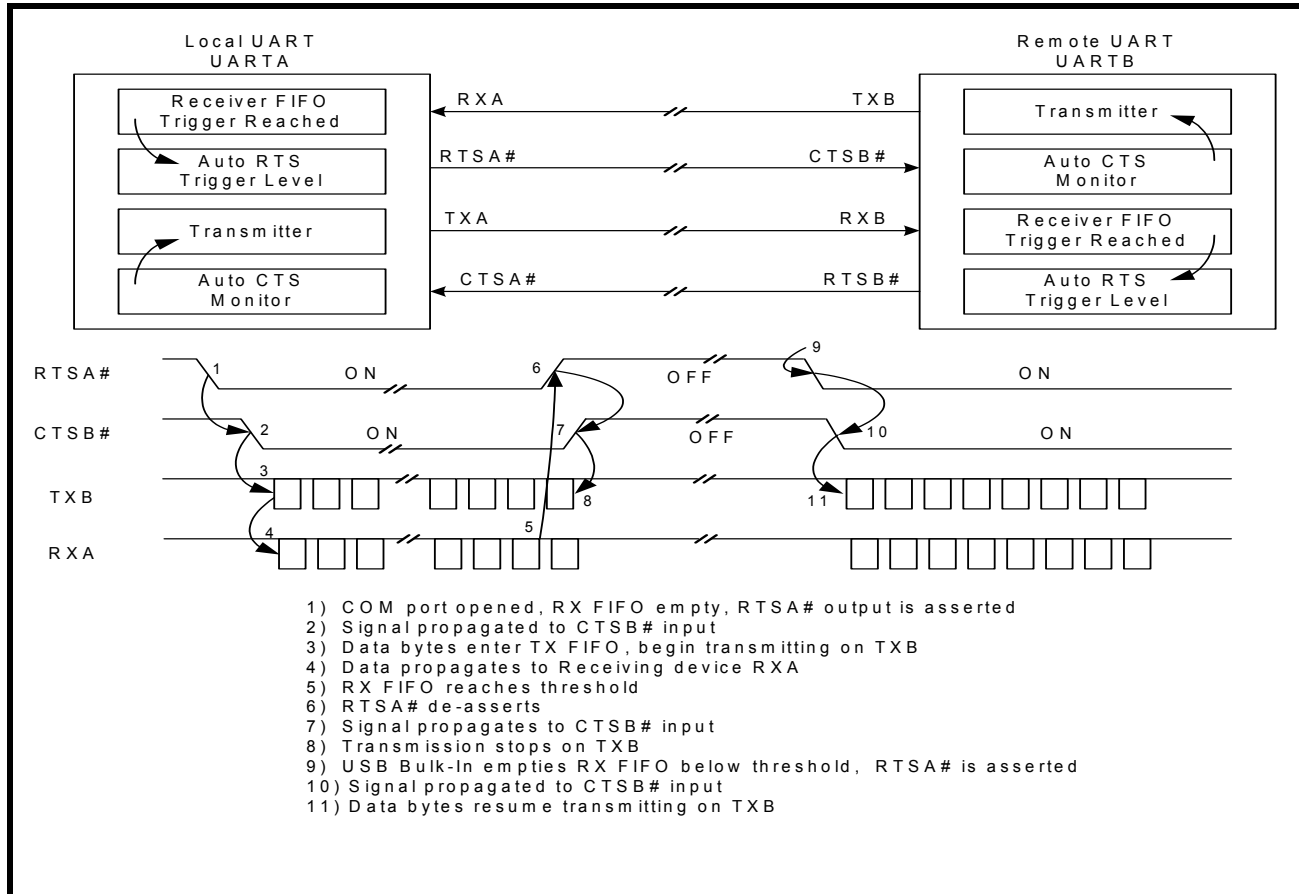 Local UART
UARTA
Remote UART
UARTB
Receiver FIFO
Trigger Reached
Auto RTS
Trigger Level
Transmitter
Auto CTS
Monitor
RXA
TXB
RTSA#
CTSB#
TXA
RXB
CTSA#
RTSB#
Transmitter
Auto CTS
Monitor
Receiver FIFO
Trigger Reached
Auto RTS
Trigger Level
RTSA# 1 ON 6 OFF 9 ON
CTSB# 2 ON 7 OFF 10 ON
TXB 3 8 11
RXA 4 5
1) COM port opened, RX FIFO empty, RTSA# output is asserted
2) Signal propagated to CTSB# input
3) Data bytes enter TX FIFO, begin transmitting on TXB
4) Data propagates to Receiving device RXA
5) RX FIFO reaches threshold
6) RTSA# de-asserts
7) Signal propagates to CTSB# input
8) Transmission stops on TXB
9) USB Bulk-In empties RX FIFO below threshold, RTSA# is asserted
10) Signal propagated to CTSB# input
11) Data bytes resume transmitting on TXB